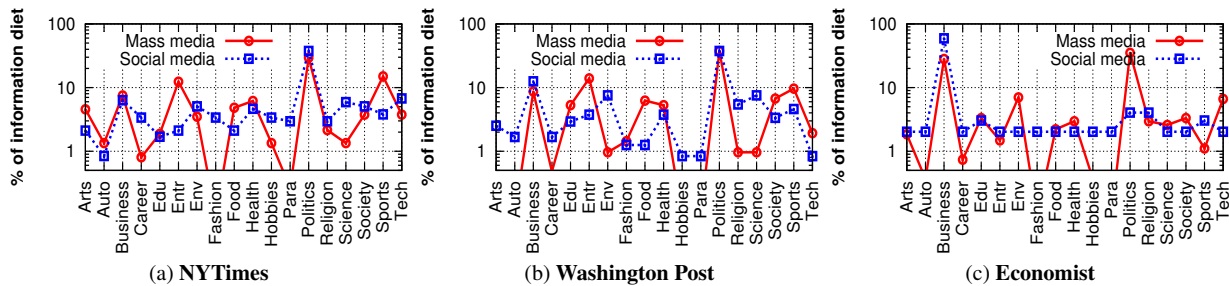 % of information diet
100
10
1
Mass media
Social media
Arts
Auto
Business
Career
Edu
Entr
Env
Fashion
Food
Health
Hobbies
Para
Politics
Religion
Science
Society
Sports
Tech
(a) NYTimes
% of information diet
100
10
1
Mass media
Social media
Arts
Auto
Business
Career
Edu
Entr
Env
Fashion
Food
Health
Hobbies
Para
Politics
Religion
Science
Society
Sports
Tech
(b) Washington Post
% of information diet
100
10
1
Mass media
Social media
Arts
Auto
Business
Career
Edu
Entr
Env
Fashion
Food
Health
Hobbies
Para
Politics
Religion
Science
Society
Sports
Tech
(c) Economist